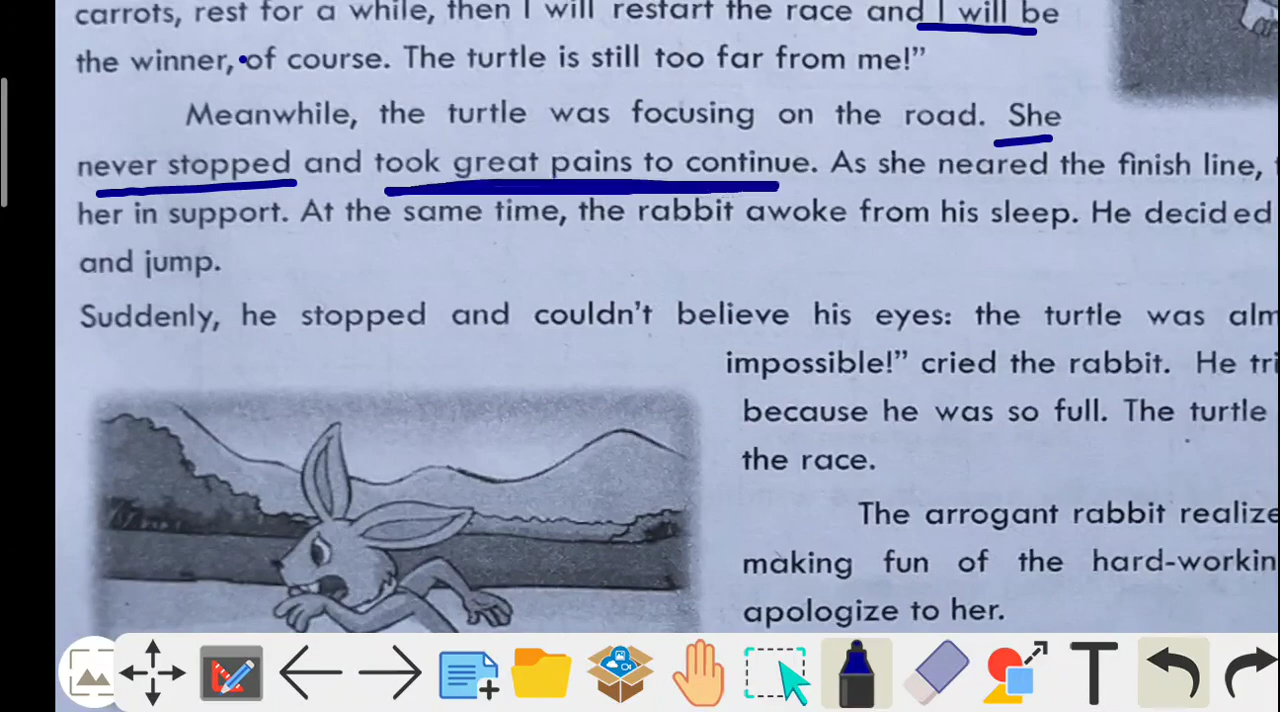 carrots, rest for a while, then I will restart the race and I will be
the winner, of course. The turtle is still too far from me!”
Meanwhile, the turtle was focusing on the road. She
never stopped and took great pains to continue. As she neared the finish line,
her in support. At the same time, the rabbit awoke from his sleep. He decided
and jump.
Suddenly, he stopped and couldn't believe his eyes: the turtle was
impossible!” cried the rabbit. He
because he was so full. The turtle
the race.
The arrogant rabbit
making fun of the
apologize to her.
T